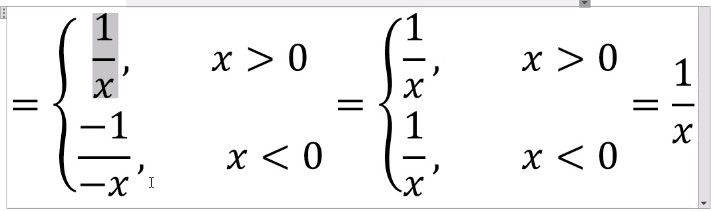 = { 1/x, x > 0 = { 1/x, x > 0 = 1/x
−1/−x, x < 0 1/x, x < 0